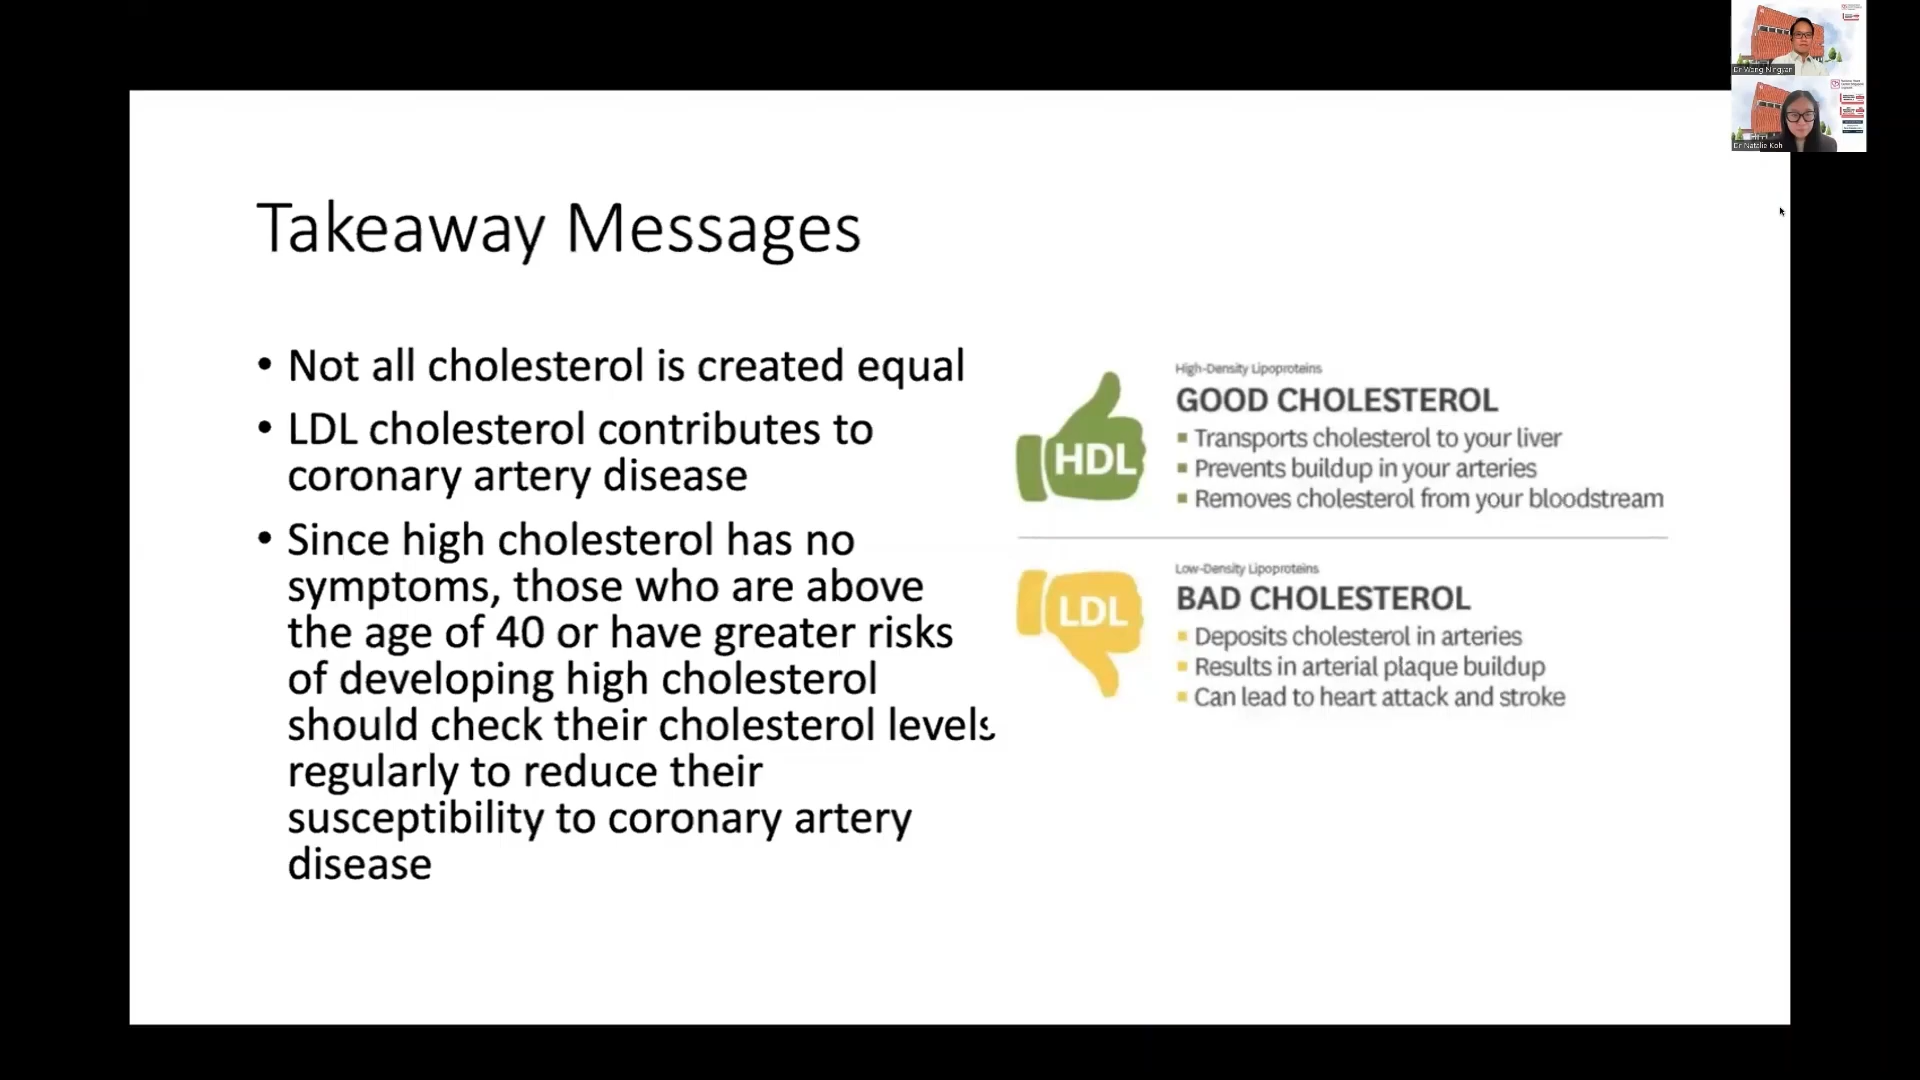 Takeaway Messages
• Not all cholesterol is created equal
• LDL cholesterol contributes to
coronary artery disease
• Since high cholesterol has no
symptoms, those who are above
the age of 40 or have greater risks
of developing high cholesterol
should check their cholesterol levels
regularly to reduce their
susceptibility to coronary artery
disease
HDL
High-Density Lipoproteins
GOOD CHOLESTEROL
▪ Transports cholesterol to your liver
▪ Prevents buildup in your arteries
▪ Removes cholesterol from your bloodstream
LDL
Low-Density Lipoproteins
BAD CHOLESTEROL
▪ Deposits cholesterol in arteries
▪ Results in arterial plaque buildup
▪ Can lead to heart attack and stroke
Dr Wang Ningyan
Dr Natalie Koh